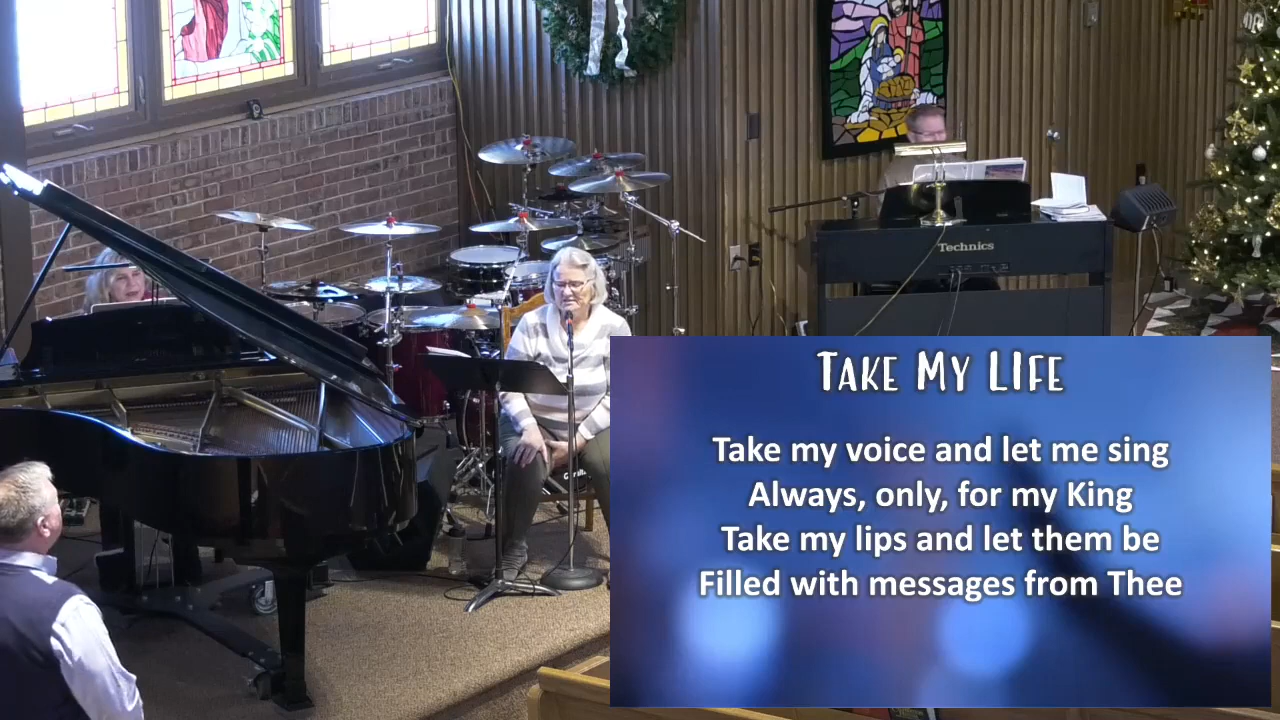 Technics
TAKE MY LIFE
Take my voice and let me sing
Always, only, for my King
Take my lips and let them be
Filled with messages from Thee